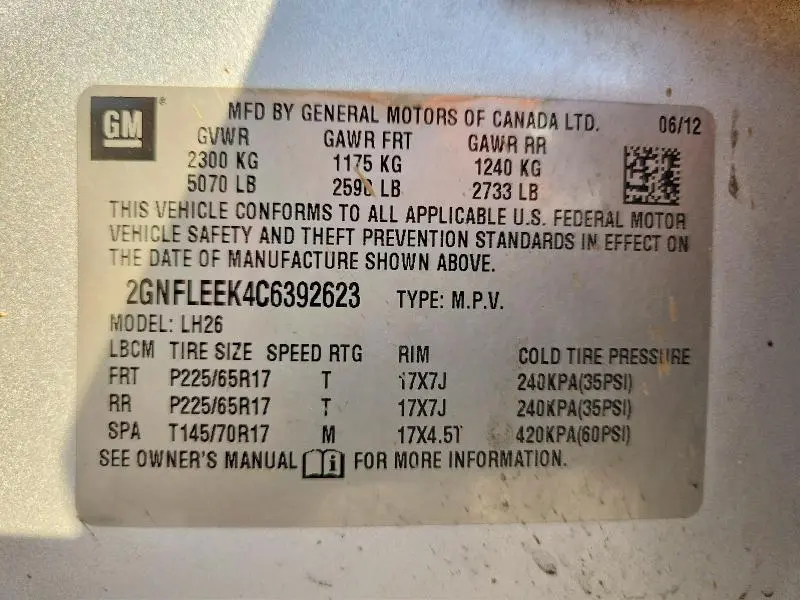 GM ®
MFD BY GENERAL MOTORS OF CANADA LTD. 06/12
GVWR GAWR FRT GAWR RR
2300 KG 1175 KG 1240 KG
5070 LB 2590 LB 2733 LB
THIS VEHICLE CONFORMS TO ALL APPLICABLE U.S. FEDERAL MOTOR
VEHICLE SAFETY AND THEFT PREVENTION STANDARDS IN EFFECT ON
THE DATE OF MANUFACTURE SHOWN ABOVE.
2GNFLEEK4C6392623 TYPE: M.P.V.
MODEL: LH26
LBCM TIRE SIZE SPEED RTG RIM COLD TIRE PRESSURE
FRT P225/65R17 T 17X7J 240KPA(35PSI)
RR P225/65R17 T 17X7J 240KPA(35PSI)
SPA T145/70R17 M 17X4.5T 420KPA(60PSI)
SEE OWNER'S MANUAL i FOR MORE INFORMATION.